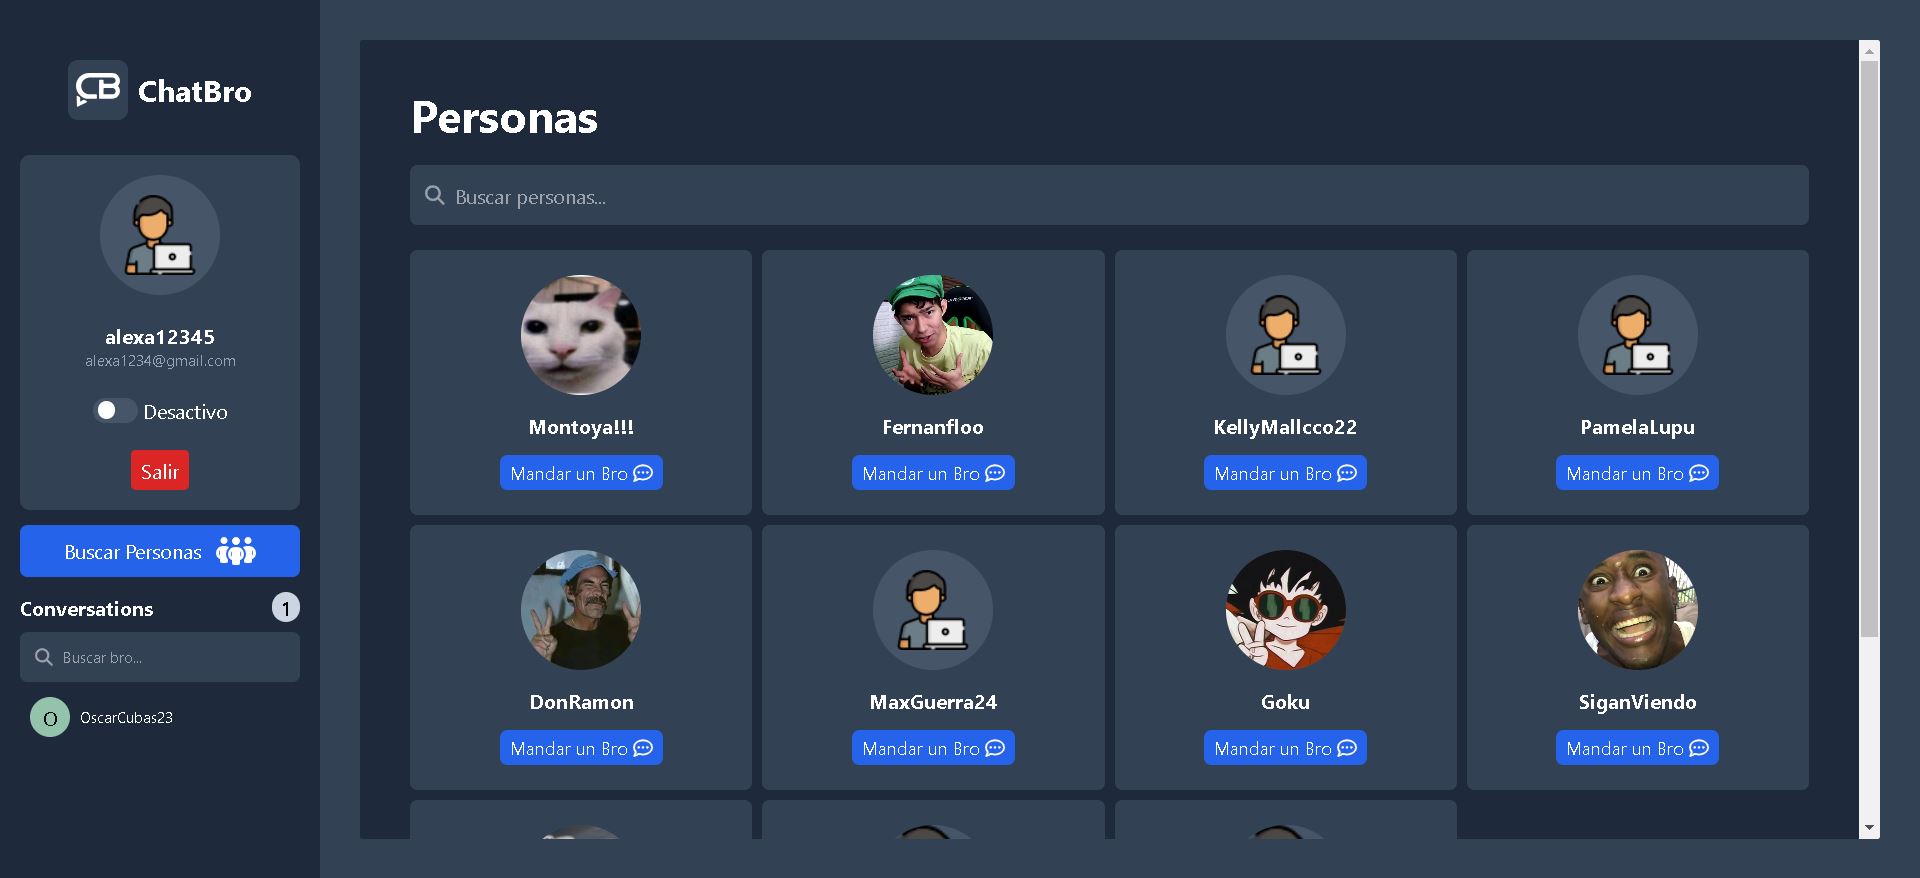 CB
ChatBro
alexa12345
alexa1234@gmail.com
Desactivo
Salir
Buscar Personas
Conversations
1
Buscar bro...
O
OscarCubas23
Personas
Buscar personas...
Montoya!!!
Mandar un Bro
Fernanfloo
Mandar un Bro
KellyMallcco22
Mandar un Bro
PamelaLupu
Mandar un Bro
DonRamon
Mandar un Bro
MaxGuerra24
Mandar un Bro
Goku
Mandar un Bro
SiganViendo
Mandar un Bro